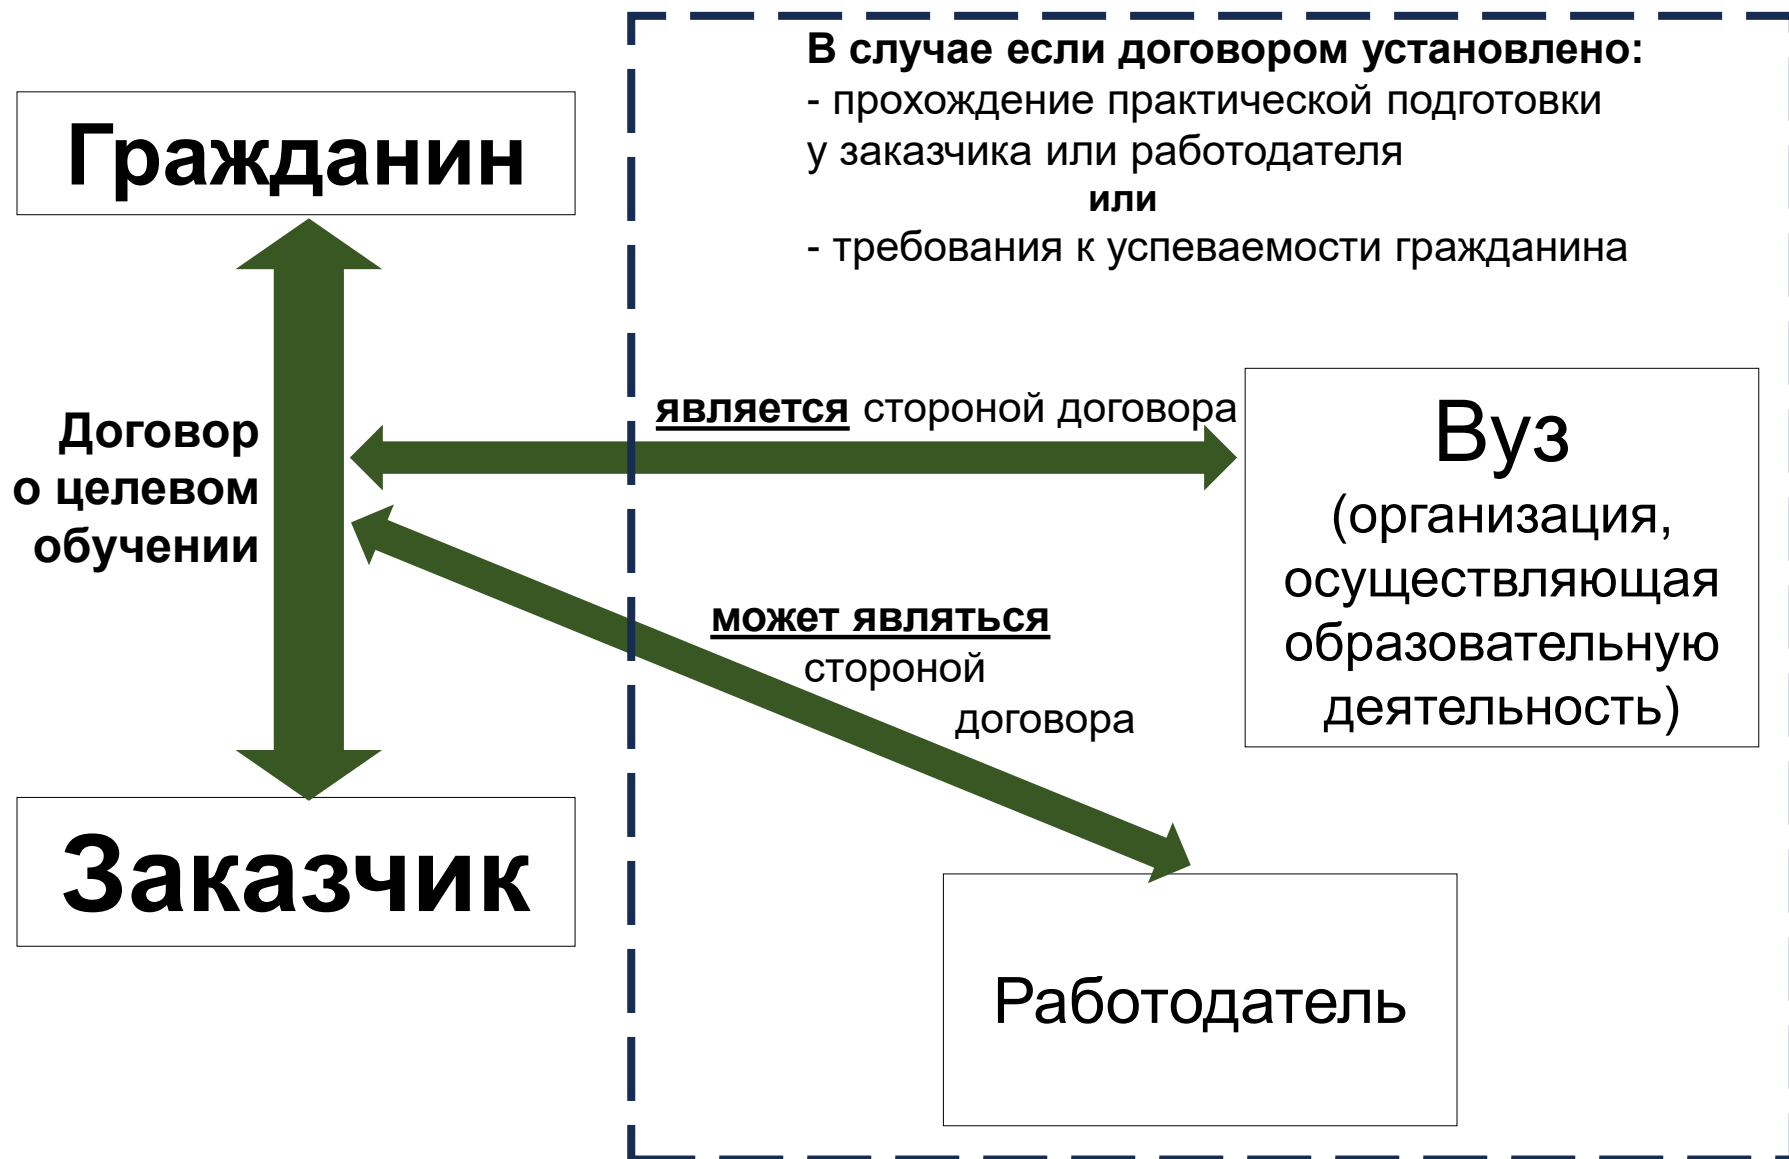 Гражданин
Договор
о целевом
обучении
Заказчик
В случае если договором установлено:
- прохождение практической подготовки
у заказчика или работодателя
или
- требования к успеваемости гражданина
является стороной договора
может являться
стороной
договора
Вуз
(организация,
осуществляющая
образовательную
деятельность)
Работодатель